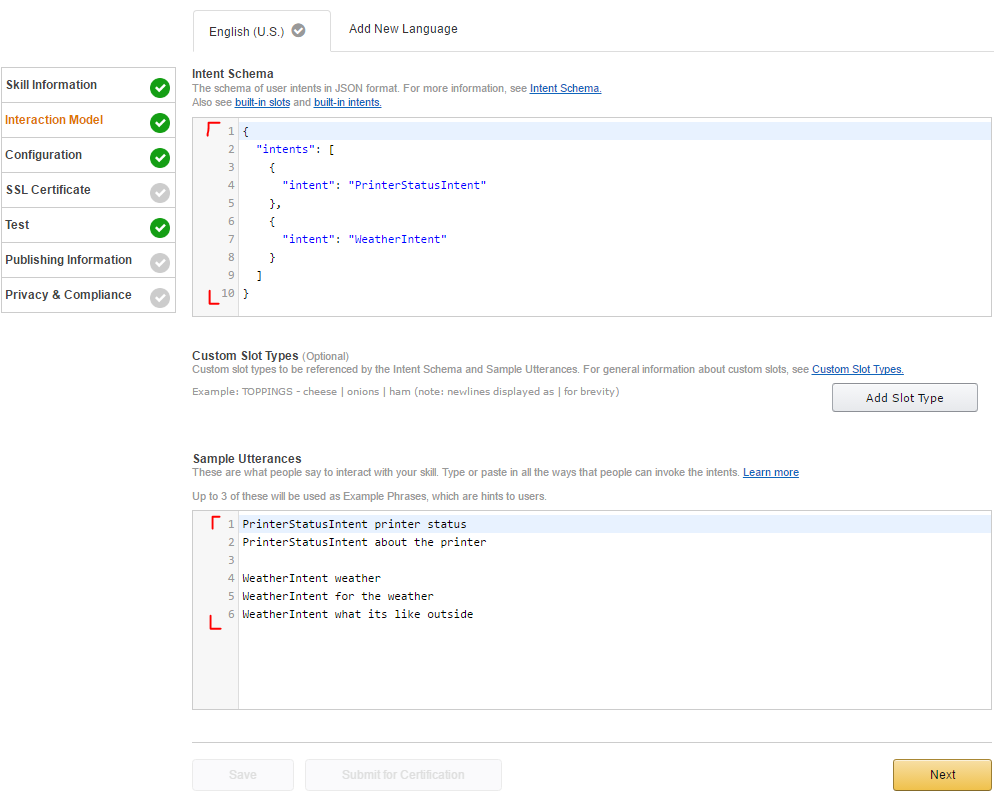 English (U.S.)
Add New Language
Skill Information
Interaction Model
Configuration
SSL Certificate
Test
Publishing Information
Privacy & Compliance
Intent Schema
The schema of user intents in JSON format. For more information, see Intent Schema.
Also see built-in slots and built-in intents.
1 {
2 "intents": [
3 {
4 "intent": "PrinterStatusIntent"
5 },
6 {
7 "intent": "WeatherIntent"
8 }
9 ]
10 }
Custom Slot Types (Optional)
Custom slot types to be referenced by the Intent Schema and Sample Utterances. For general information about custom slots, see Custom Slot Types.
Example: TOPPINGS - cheese | onions | ham (note: newlines displayed as | for brevity)
Add Slot Type
Sample Utterances
These are what people say to interact with your skill. Type or paste in all the ways that people can invoke the intents. Learn more
Up to 3 of these will be used as Example Phrases, which are hints to users.
1 PrinterStatusIntent printer status
2 PrinterStatusIntent about the printer
3
4 WeatherIntent weather
5 WeatherIntent for the weather
6 WeatherIntent what its like outside
Save
Submit for Certification
Next